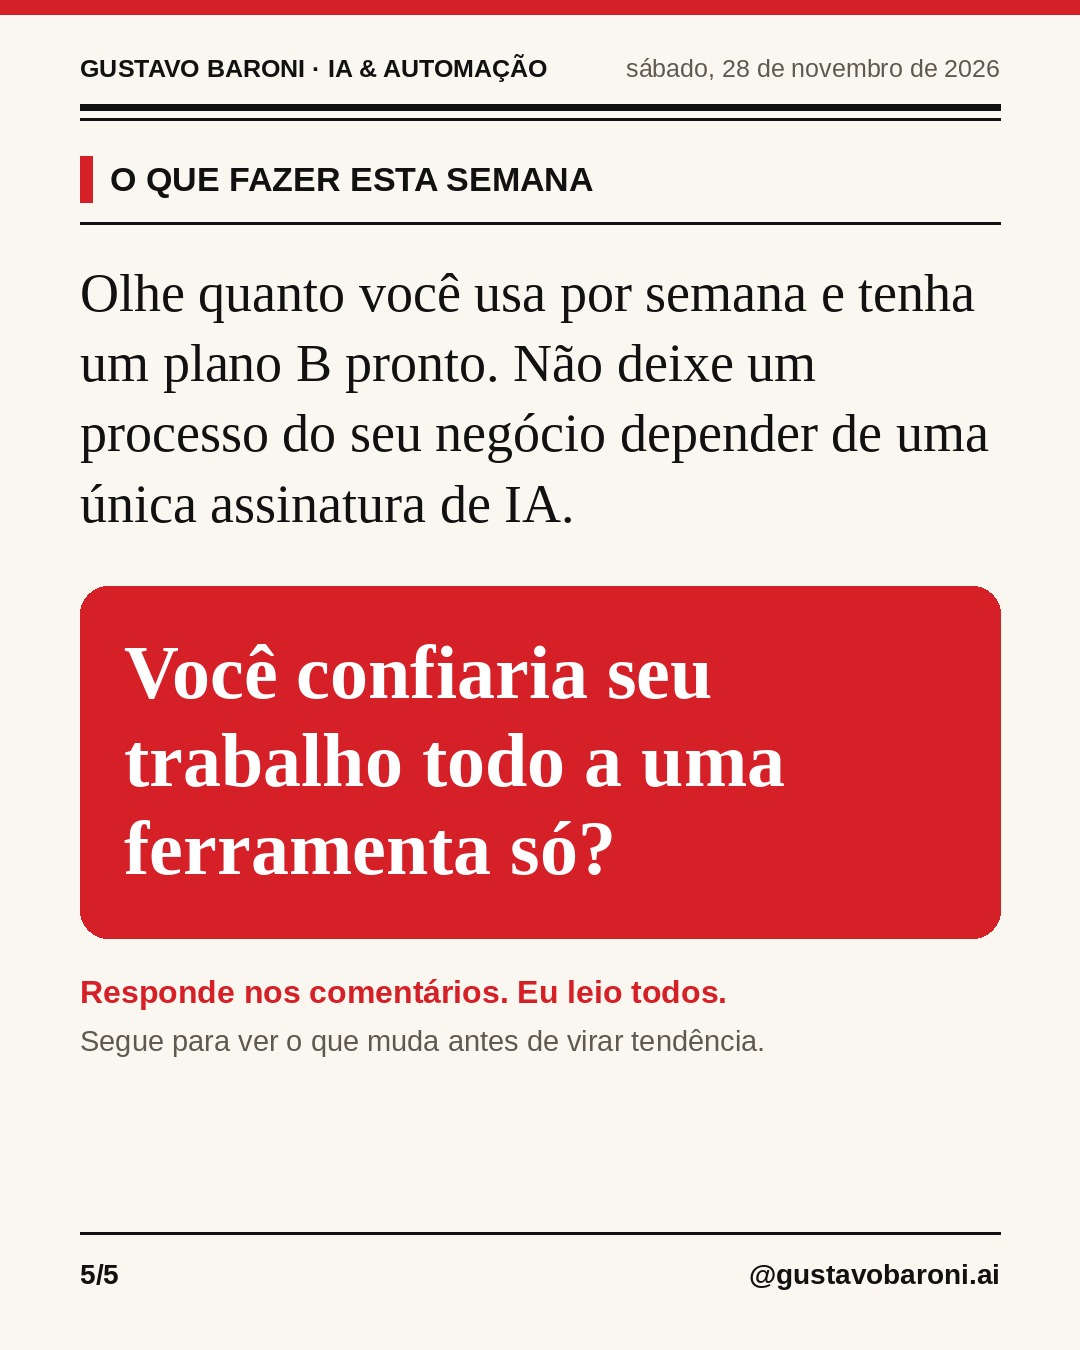 GUSTAVO BARONI · IA & AUTOMAÇÃO
sábado, 28 de novembro de 2026
O QUE FAZER ESTA SEMANA
Olhe quanto você usa por semana e tenha
um plano B pronto. Não deixe um
processo do seu negócio depender de uma
única assinatura de IA.
Você confiaria seu
trabalho todo a uma
ferramenta só?
Responde nos comentários. Eu leio todos.
Segue para ver o que muda antes de virar tendência.
5/5
@gustavobaroni.ai